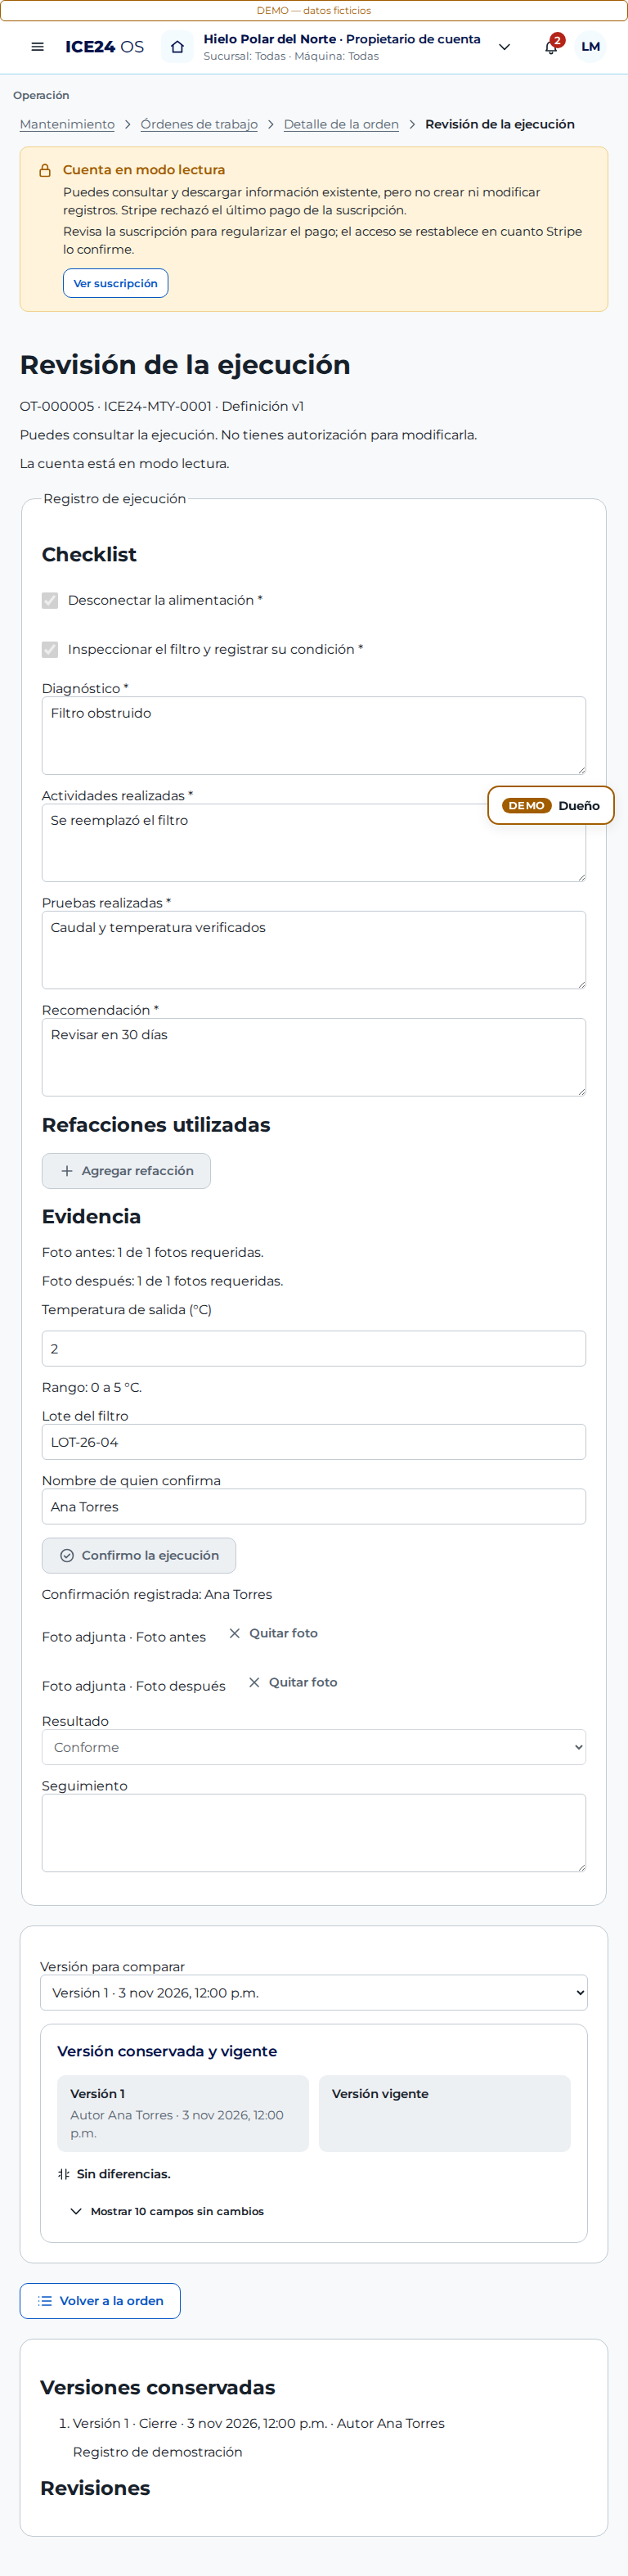 DEMO — datos ficticios
ICE24 OS
Hielo Polar del Norte · Propietario de cuenta
Sucursal: Todas · Máquina: Todas
2
LM
Operación
Mantenimiento > Órdenes de trabajo > Detalle de la orden > Revisión de la ejecución
Cuenta en modo lectura
Puedes consultar y descargar información existente, pero no crear ni modificar
registros. Stripe rechazó el último pago de la suscripción.
Revisa la suscripción para regularizar el pago; el acceso se restablece en cuanto Stripe
lo confirme.
Ver suscripción
Revisión de la ejecución
OT-000005 · ICE24-MTY-0001 · Definición v1
Puedes consultar la ejecución. No tienes autorización para modificarla.
La cuenta está en modo lectura.
Registro de ejecución
Checklist
Desconectar la alimentación *
Inspeccionar el filtro y registrar su condición *
Diagnóstico *
Filtro obstruido
Actividades realizadas *
DEMO Dueño
Se reemplazó el filtro
Pruebas realizadas *
Caudal y temperatura verificados
Recomendación *
Revisar en 30 días
Refacciones utilizadas
Agregar refacción
Evidencia
Foto antes: 1 de 1 fotos requeridas.
Foto después: 1 de 1 fotos requeridas.
Temperatura de salida (°C)
2
Rango: 0 a 5 °C.
Lote del filtro
LOT-26-04
Nombre de quien confirma
Ana Torres
Confirmo la ejecución
Confirmación registrada: Ana Torres
Foto adjunta · Foto antes
Quitar foto
Foto adjunta · Foto después
Quitar foto
Resultado
Conforme
Seguimiento
Versión para comparar
Versión 1 · 3 nov 2026, 12:00 p.m.
Versión conservada y vigente
Versión 1
Autor Ana Torres · 3 nov 2026, 12:00
p.m.
Versión vigente
Sin diferencias.
Mostrar 10 campos sin cambios
Volver a la orden
Versiones conservadas
1. Versión 1 · Cierre · 3 nov 2026, 12:00 p.m. · Autor Ana Torres
Registro de demostración
Revisiones